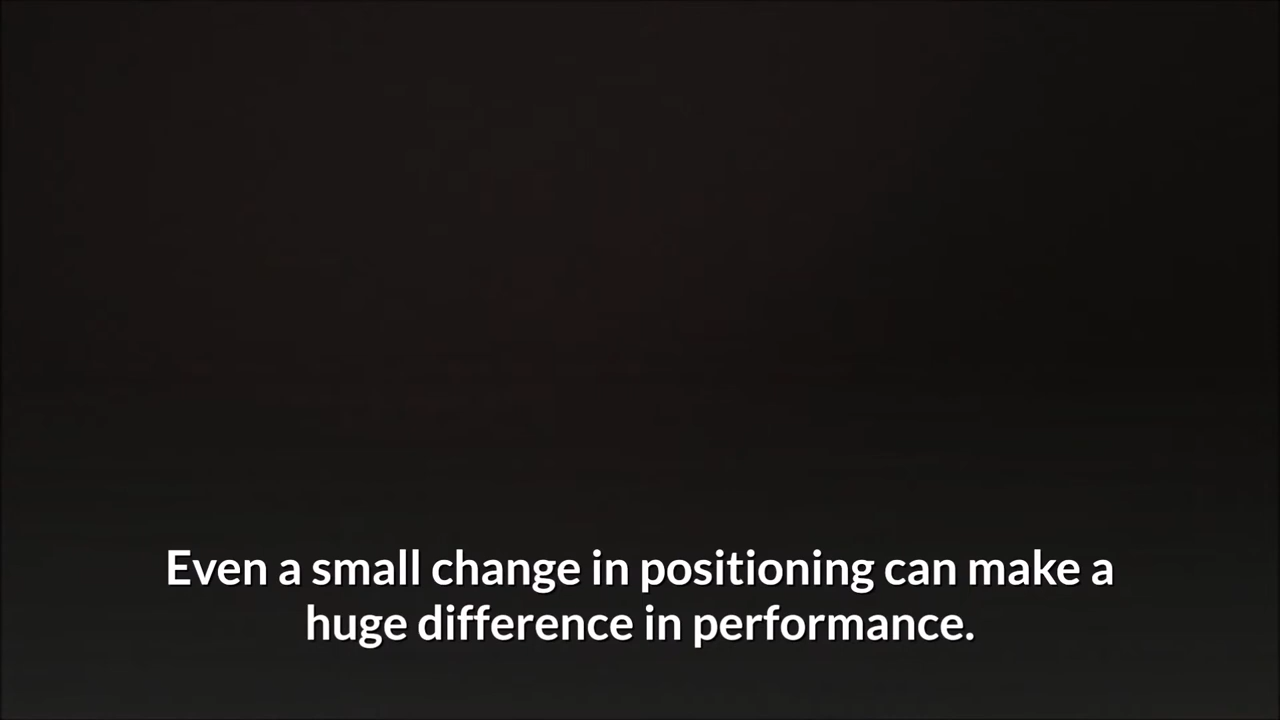 Even a small change in positioning can make a
huge difference in performance.